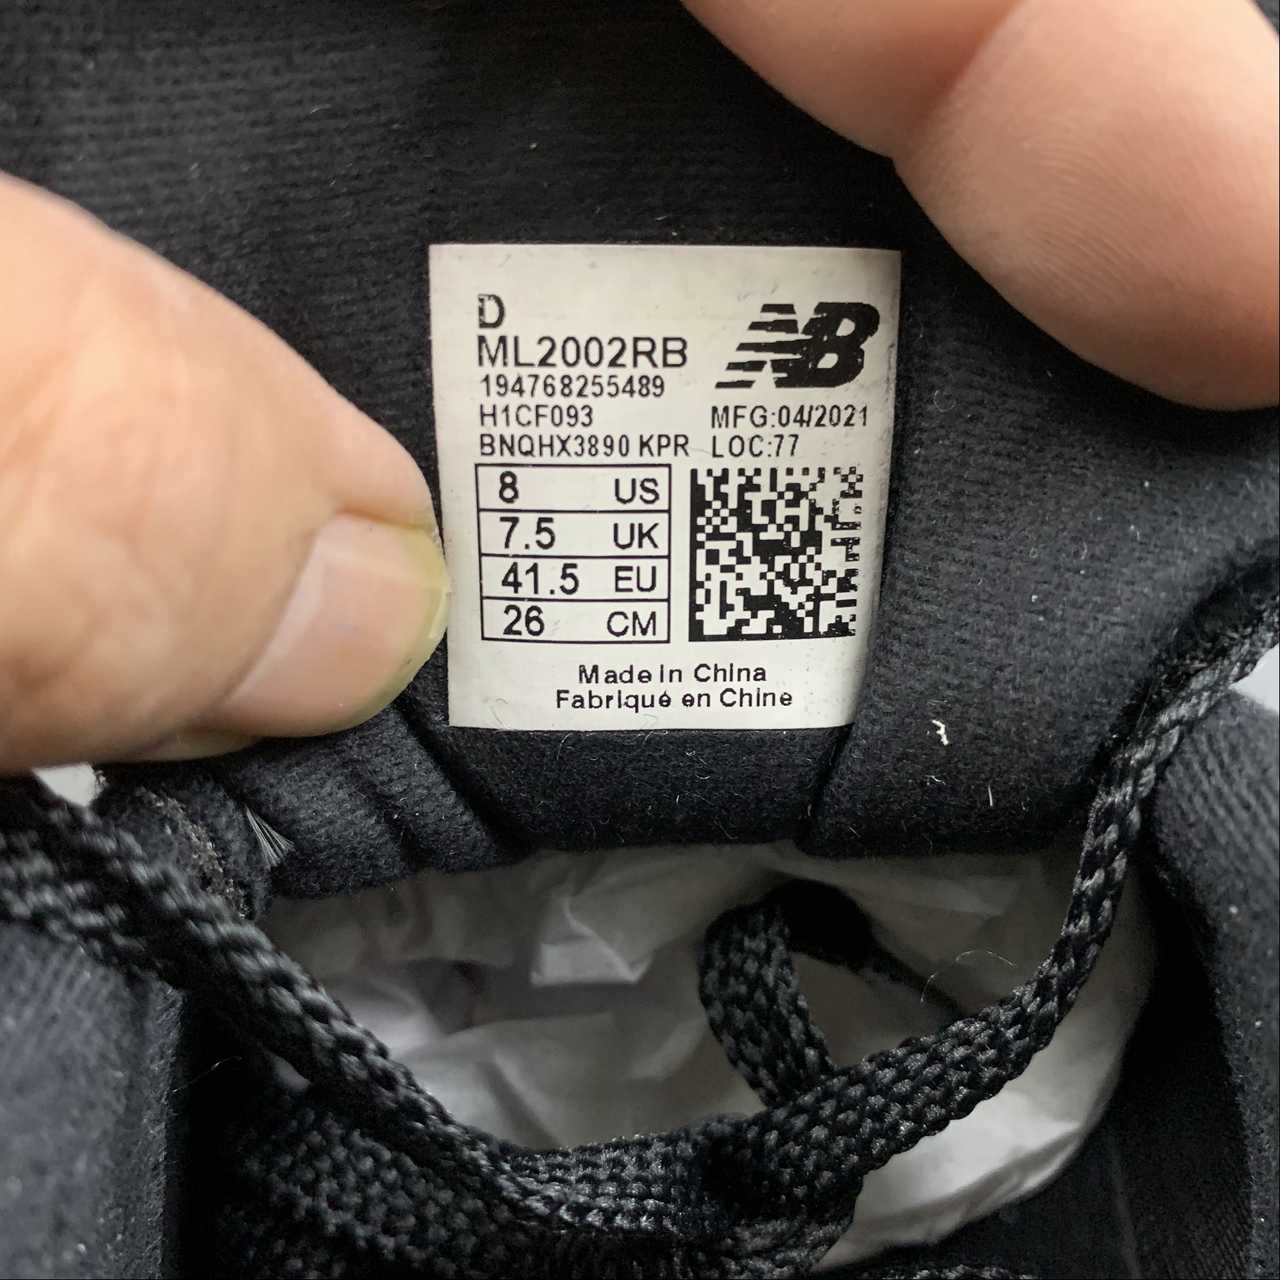 D
ML2002RB
NB
194768255489
H1CF093
MFG:04/2021
BNQHX3890 KPR
LOC:77
8 US
7.5 UK
41.5 EU
26 CM
Made in China
Fabriqué en Chine